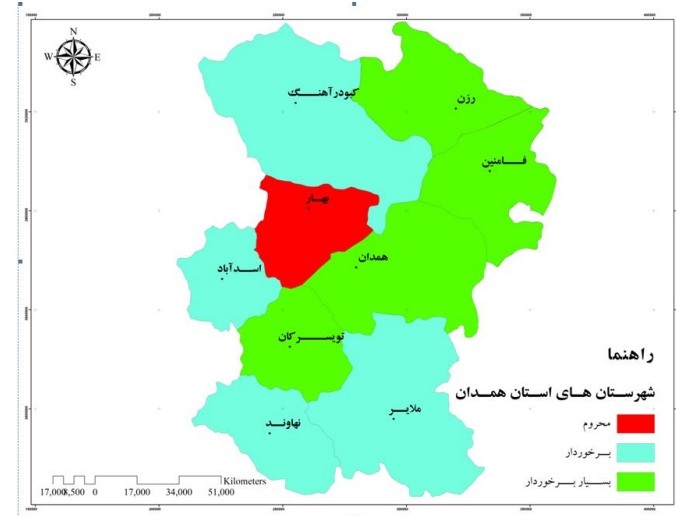 N
W E
S
کبودرآهنگ
رزن
فامنین
بهار
همدان
اسدآباد
تویسرکان
ملایر
نهاوند
راهنما
شهرستان های استان همدان
محروم
برخوردار
بسیار برخوردار
Kilometers
17,000 8,500 0 17,000 34,000 51,000